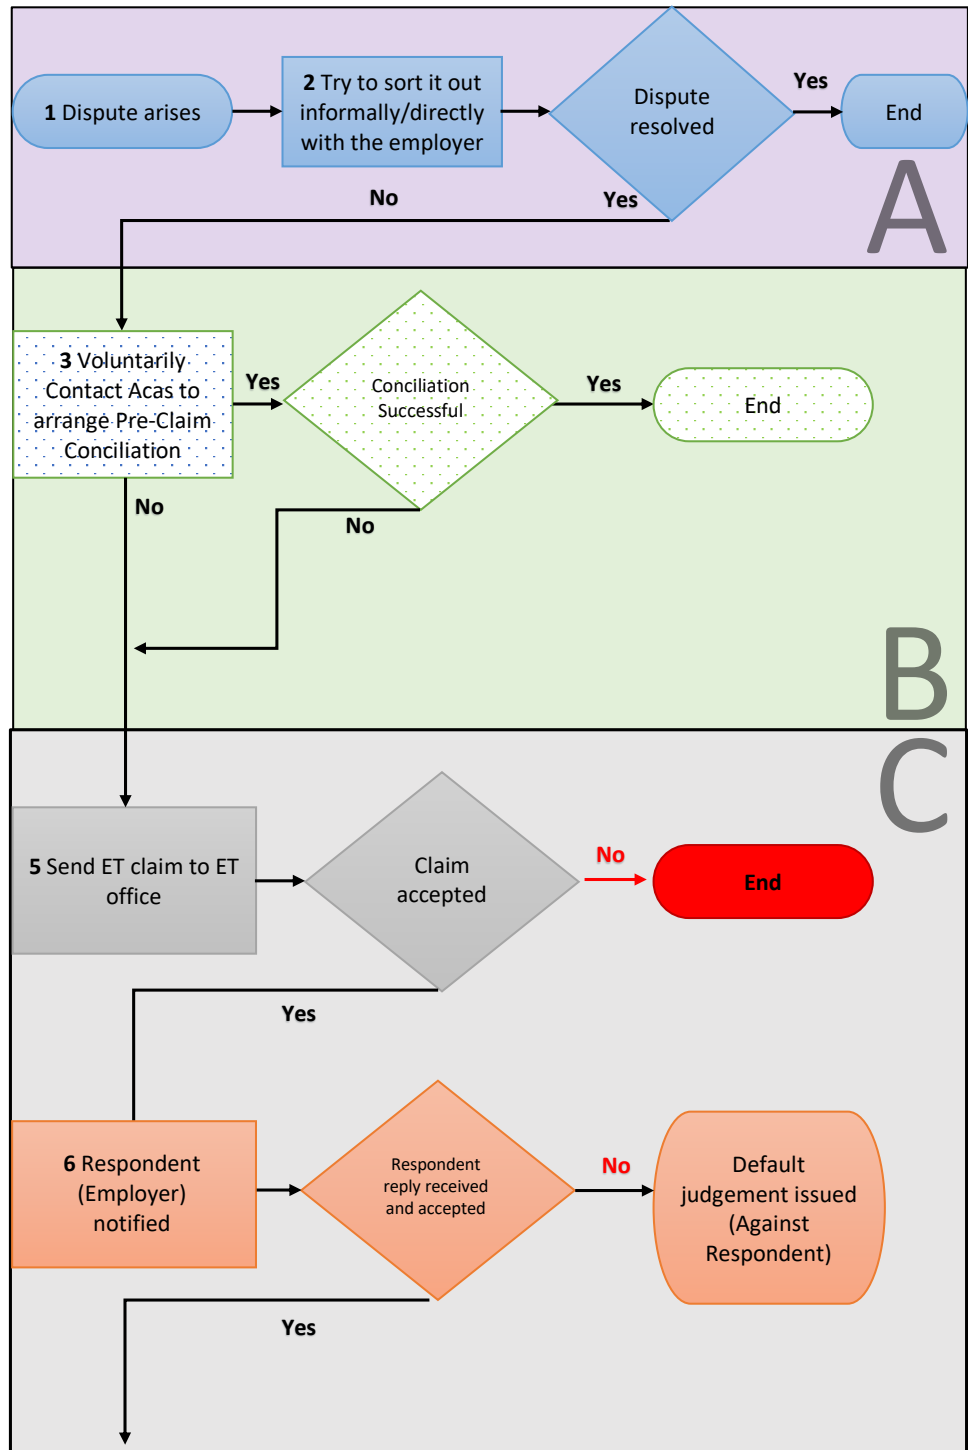 1 Dispute arises
2 Try to sort it out
informally/directly
with the employer
Dispute
resolved
Yes
End
No
Yes
A
3 Voluntarily
Contact Acas to
arrange Pre-Claim
Conciliation
Yes
Conciliation
Successful
Yes
End
No
No
B
C
5 Send ET claim to ET
office
Claim
accepted
No
End
Yes
6 Respondent
(Employer)
notified
Respondent
reply received
and accepted
No
Default
judgement issued
(Against
Respondent)
Yes